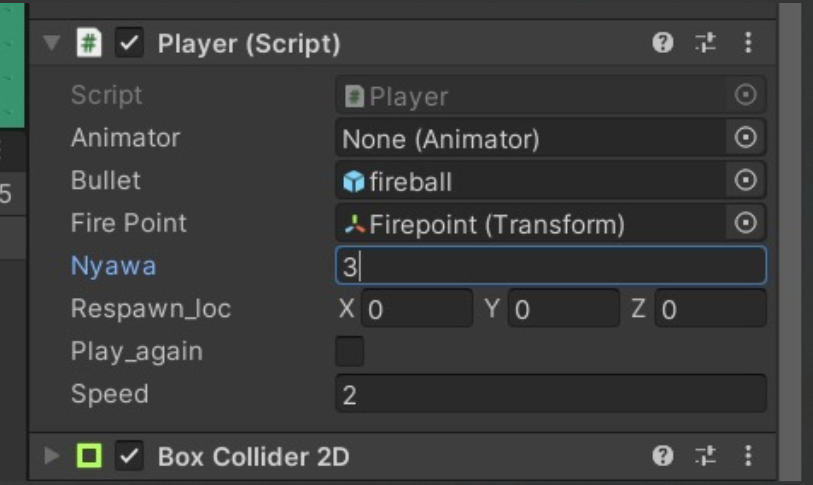 Player (Script)
Script Player
Animator None (Animator)
5
Bullet fireball
Fire Point Firepoint (Transform)
Nyawa 3
Respawn_loc X 0 Y 0 Z 0
Play_again
Speed 2
Box Collider 2D